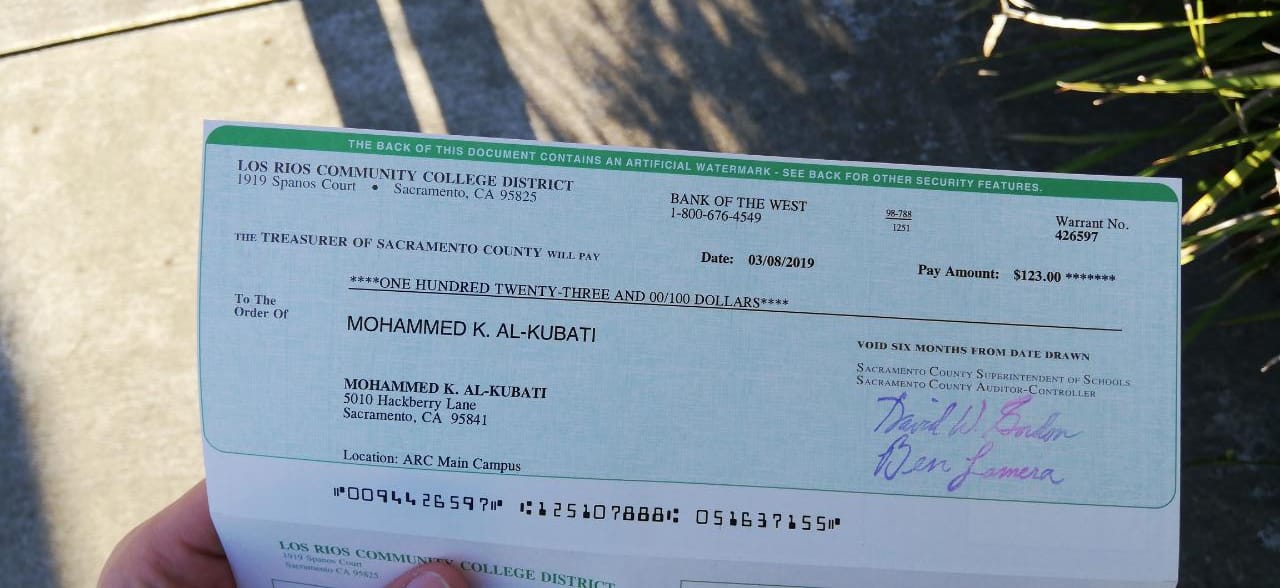 THE BACK OF THIS DOCUMENT CONTAINS AN ARTIFICIAL WATERMARK - SEE BACK FOR OTHER SECURITY FEATURES.
LOS RIOS COMMUNITY COLLEGE DISTRICT
1919 Spanos Court • Sacramento, CA 95825
BANK OF THE WEST
1-800-676-4549
98-788
1251
Warrant No.
426597
THE TREASURER OF SACRAMENTO COUNTY WILL PAY
Date: 03/08/2019
Pay Amount: $123.00 *******
****ONE HUNDRED TWENTY-THREE AND 00/100 DOLLARS****
To The
Order Of
MOHAMMED K. AL-KUBATI
VOID SIX MONTHS FROM DATE DRAWN
SACRAMENTO COUNTY SUPERINTENDENT OF SCHOOLS
SACRAMENTO COUNTY AUDITOR-CONTROLLER
MOHAMMED K. AL-KUBATI
5010 Hackberry Lane
Sacramento, CA 95841
David W. Gordon
Ben Lamera
Location: ARC Main Campus
⑈0094426597⑈ ⑆125107888⑆ 051637155⑈
LOS RIOS COMMUNITY COLLEGE DISTRICT
1919 Spanos Court
Sacramento CA 95825